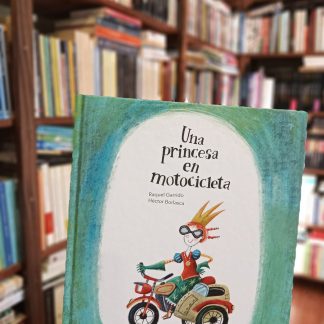 Una
princesa
en
motocicleta
Raquel Garrido
Héctor Borlasca